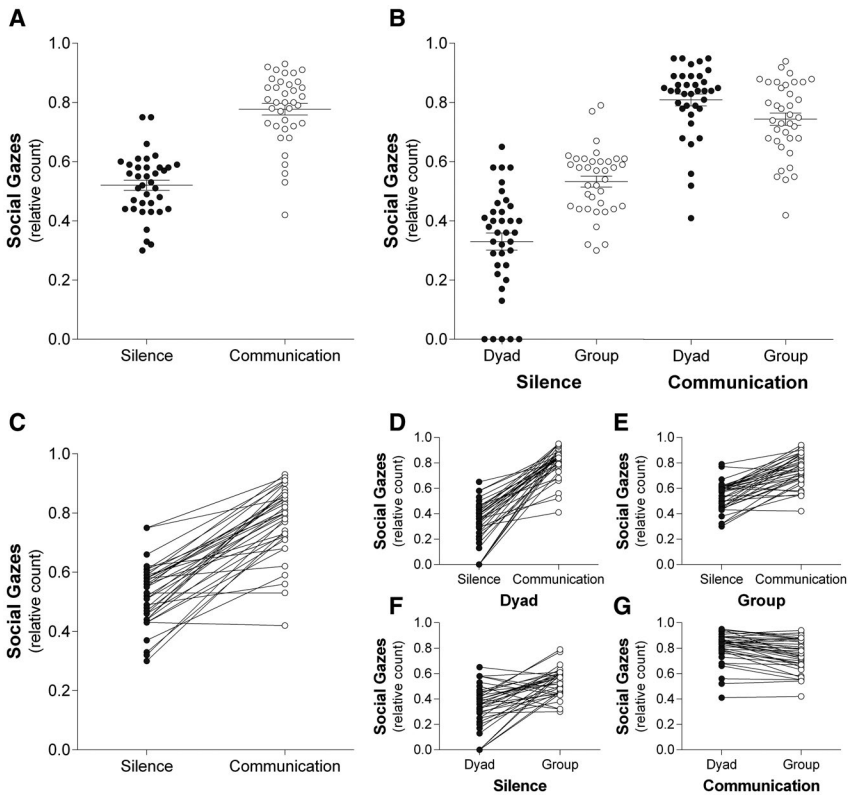 A
Social Gazes
(relative count)
1.0
0.8
0.6
0.4
0.2
0.0
Silence Communication
B
Social Gazes
(relative count)
1.0
0.8
0.6
0.4
0.2
0.0
Dyad Group Dyad Group
Silence Communication
C
Social Gazes
(relative count)
1.0
0.8
0.6
0.4
0.2
0.0
Silence Communication
D
Social Gazes
(relative count)
1.0
0.8
0.6
0.4
0.2
0.0
Silence Communication
Dyad
E
Social Gazes
(relative count)
1.0
0.8
0.6
0.4
0.2
0.0
Silence Communication
Group
F
Social Gazes
(relative count)
1.0
0.8
0.6
0.4
0.2
0.0
Dyad Group
Silence
G
Social Gazes
(relative count)
1.0
0.8
0.6
0.4
0.2
0.0
Dyad Group
Communication